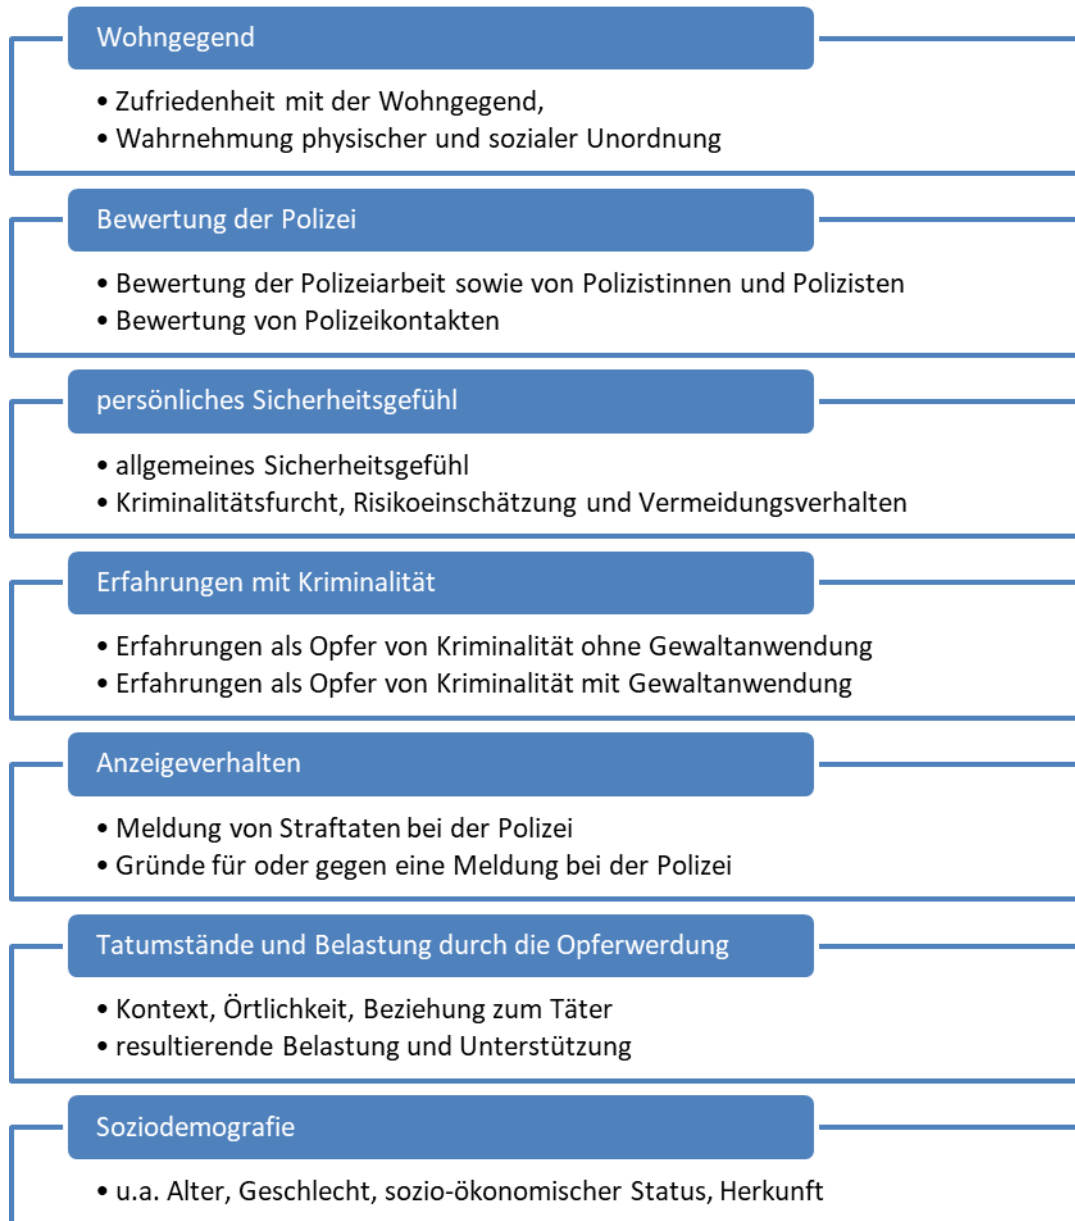 Wohngegend
• Zufriedenheit mit der Wohngegend,
• Wahrnehmung physischer und sozialer Unordnung
Bewertung der Polizei
• Bewertung der Polizeiarbeit sowie von Polizistinnen und Polizisten
• Bewertung von Polizeikontakten
persönliches Sicherheitsgefühl
• allgemeines Sicherheitsgefühl
• Kriminalitätsfurcht, Risikoeinschätzung und Vermeidungsverhalten
Erfahrungen mit Kriminalität
• Erfahrungen als Opfer von Kriminalität ohne Gewaltanwendung
• Erfahrungen als Opfer von Kriminalität mit Gewaltanwendung
Anzeigeverhalten
• Meldung von Straftaten bei der Polizei
• Gründe für oder gegen eine Meldung bei der Polizei
Tatumstände und Belastung durch die Opferwerdung
• Kontext, Örtlichkeit, Beziehung zum Täter
• resultierende Belastung und Unterstützung
Soziodemografie
• u.a. Alter, Geschlecht, sozio-ökonomischer Status, Herkunft